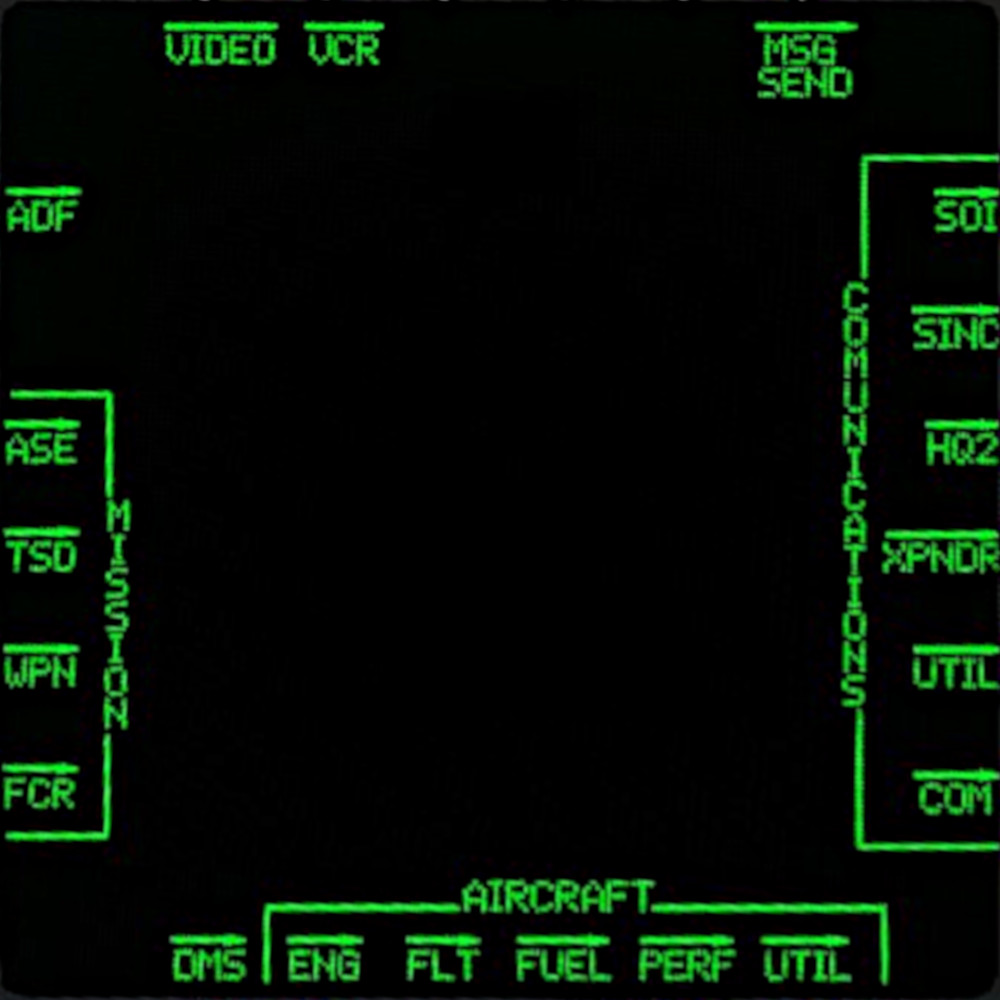 VIDEO VCR MSG SEND
ADF
SOI
SINC
ASE
HQ2
TSD
XPNDR
WPN
UTIL
FCR
COM
MISSION
COMUNICATIONS
AIRCRAFT
DMS ENG FLT FUEL PERF UTIL